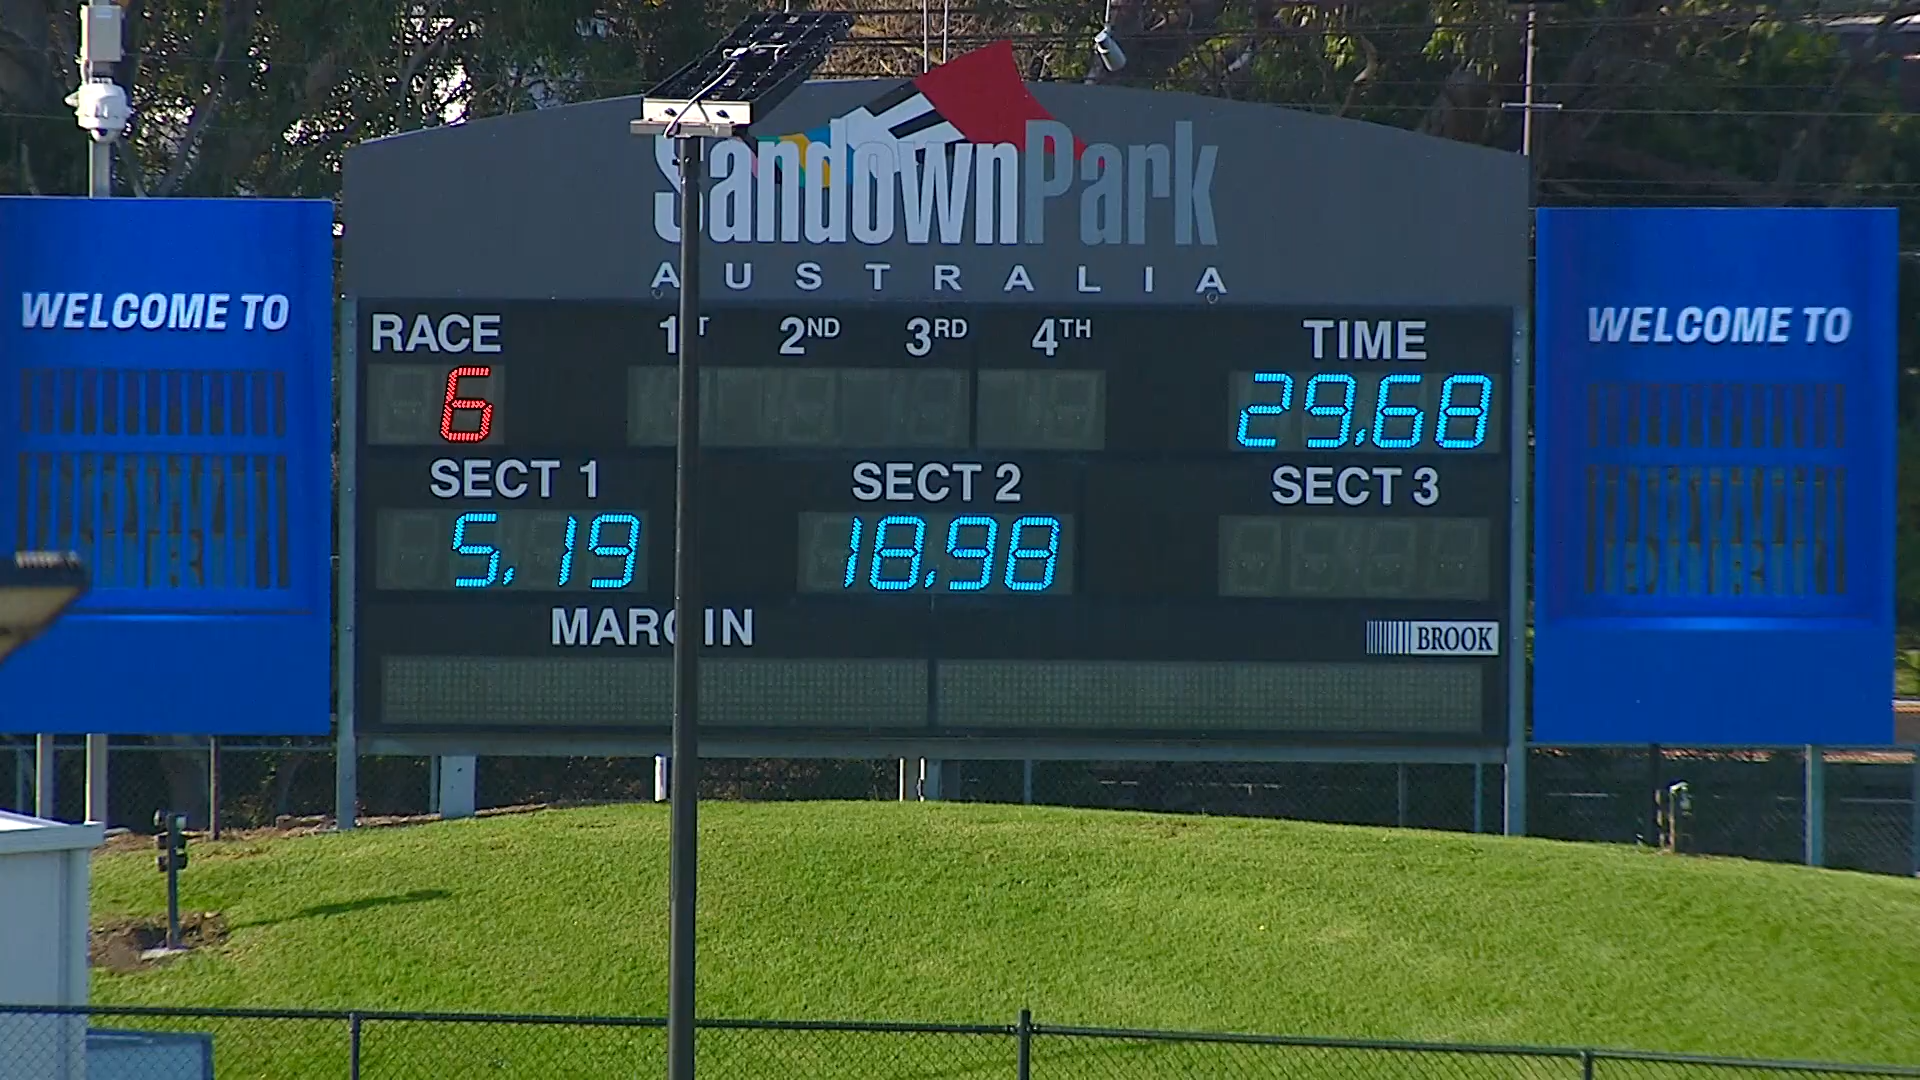 SandownPark
AUSTRALIA
WELCOME TO
WELCOME TO
RACE 1ST 2ND 3RD 4TH TIME
6 29.68
SECT 1 SECT 2 SECT 3
5.19 18.98
MARGIN
BROOK